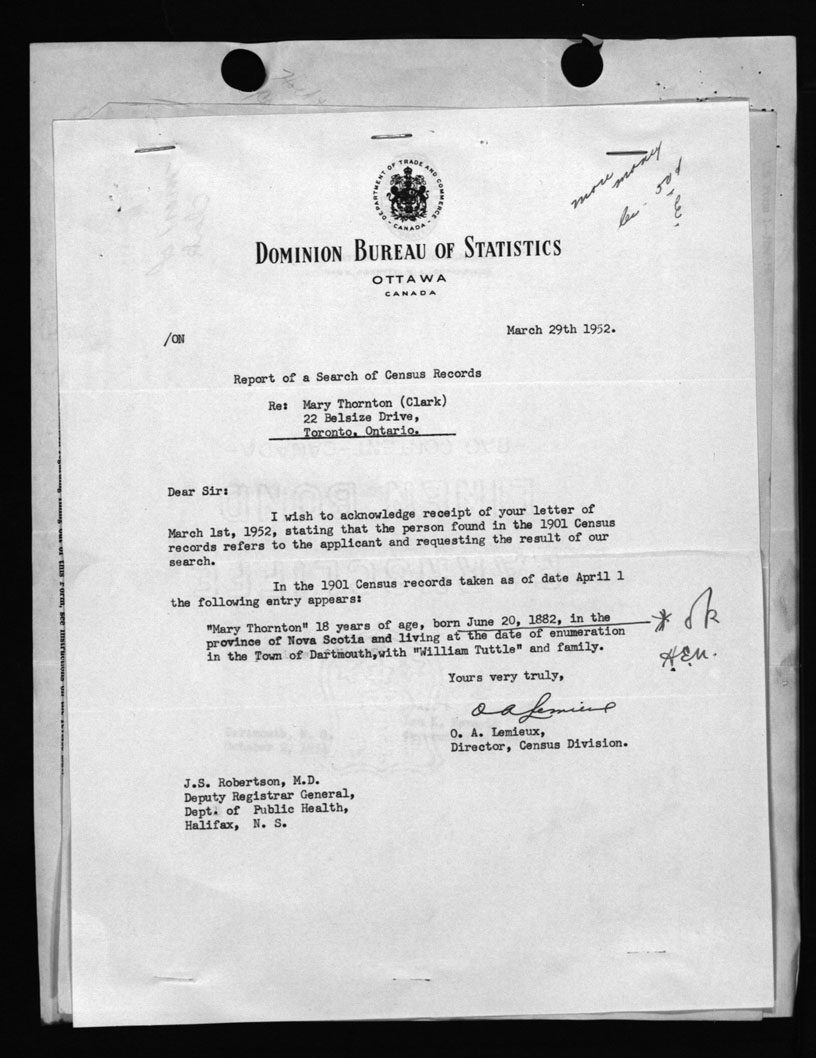 DEPARTMENT OF TRADE AND COMMERCE
- CANADA -
more money
50¢
DOMINION BUREAU OF STATISTICS
OTTAWA
CANADA
/ON
March 29th 1952.
Report of a Search of Census Records
Re: Mary Thornton (Clark)
22 Belsize Drive,
Toronto, Ontario.
Dear Sir:
I wish to acknowledge receipt of your letter of
March 1st, 1952, stating that the person found in the 1901 Census
records refers to the applicant and requesting the result of our
search.
In the 1901 Census records taken as of date April 1
the following entry appears:
"Mary Thornton" 18 years of age, born June 20, 1882, in the
province of Nova Scotia and living at the date of enumeration
in the Town of Dartmouth,with "William Tuttle" and family.
* ok
Yours very truly,
O A Lemieux
O. A. Lemieux,
Director, Census Division.
J.S. Robertson, M.D.
Deputy Registrar General,
Dept. of Public Health,
Halifax, N. S.